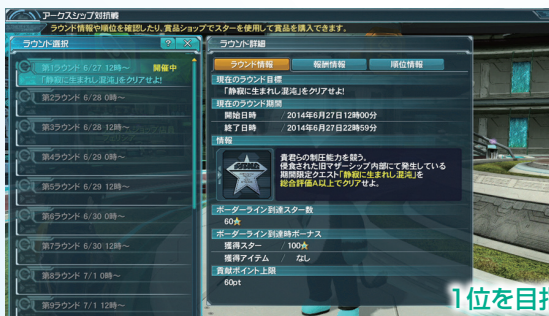 アークスシップ対抗戦
ラウンド情報や順位を確認したり、賞品ショップでスターを使用して賞品を購入できます。
ラウンド選択
? X
第1ラウンド 6/27 12時～ 開催中
「静寂に生まれし混沌」をクリアせよ!
第2ラウンド 6/28 0時～
第3ラウンド 6/28 12時～
第4ラウンド 6/29 0時～
第5ラウンド 6/29 12時～
第6ラウンド 6/30 0時～
第7ラウンド 6/30 12時～
第8ラウンド 7/1 0時～
第9ラウンド 7/1 12時～
ラウンド詳細
ラウンド情報 報酬情報 順位情報
現在のラウンド目標
「静寂に生まれし混沌」をクリアせよ!
現在のラウンド期間
開始日時 / 2014年6月27日12時00分
終了日時 / 2014年6月27日22時59分
情報
貴君らの制圧能力を競う。
侵食された旧マザーシップ内部にて発生している
期間限定クエスト「静寂に生まれし混沌」を
総合評価A以上でクリアせよ。
ボーダーライン到達スター数
60★
ボーダーライン到達時ボーナス
獲得スター / 100★
獲得アイテム / なし
貢献ポイント上限
60pt
1位を目指